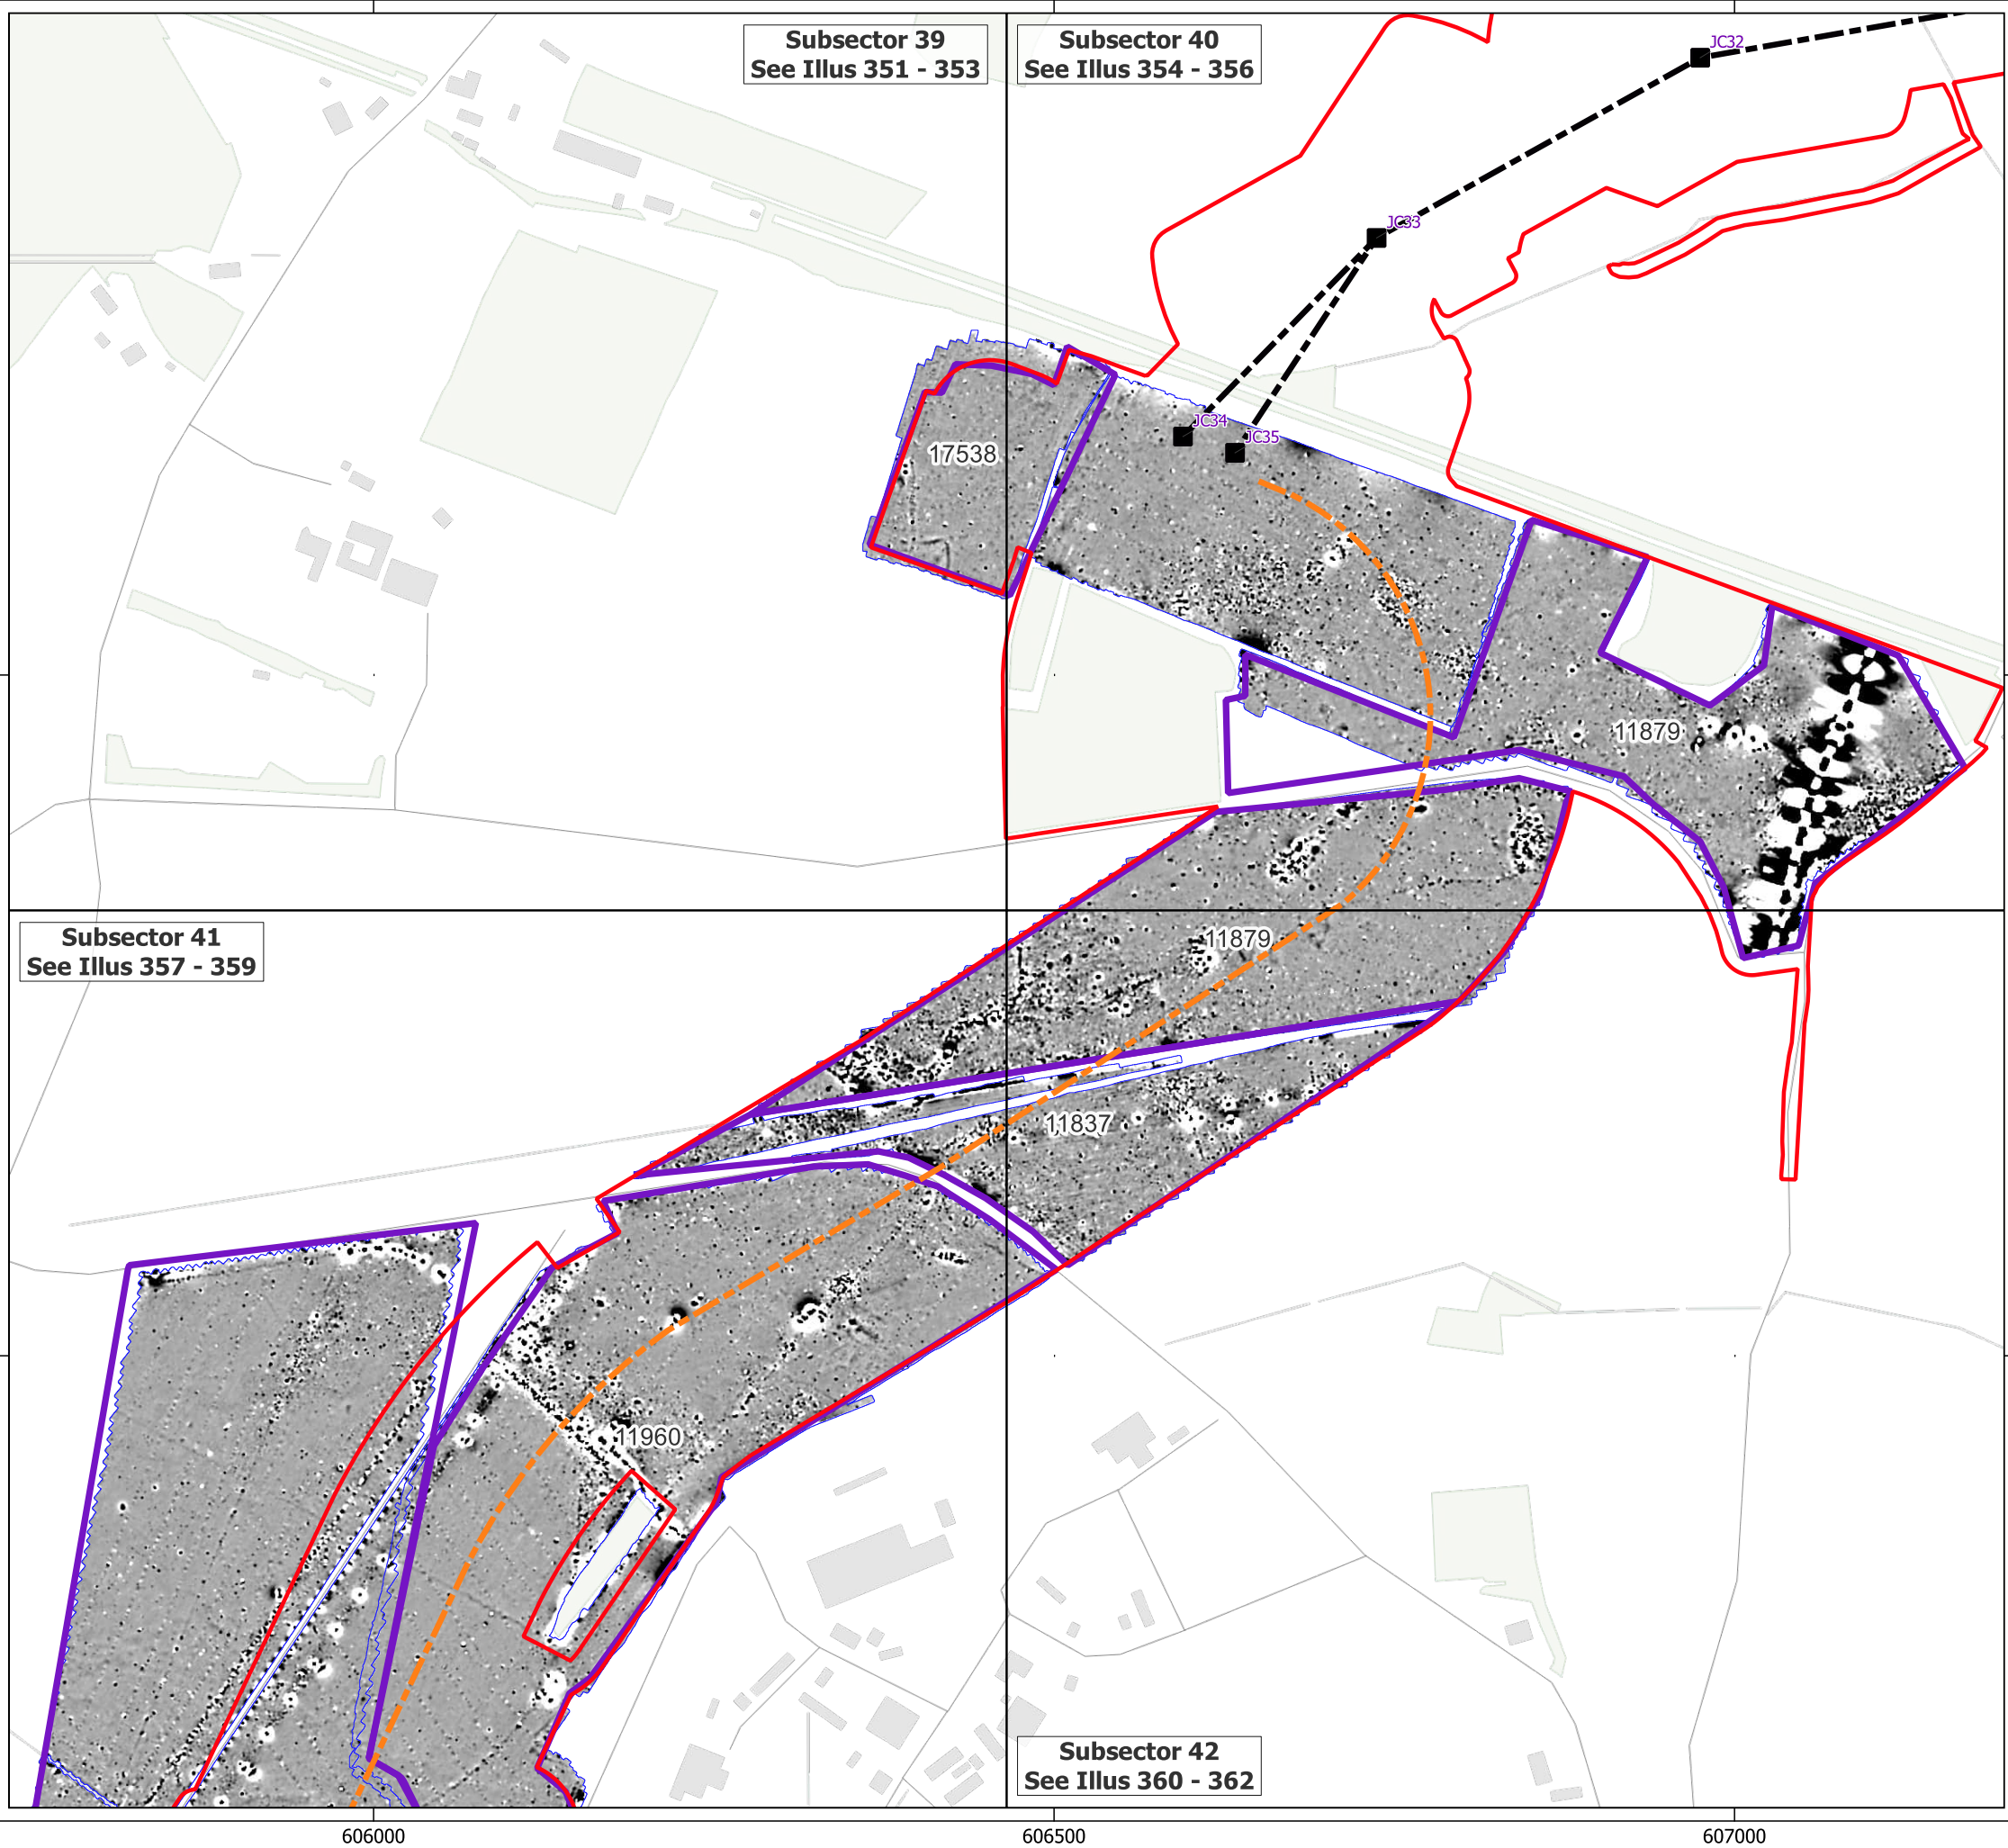 Subsector 39
See Illus 351 - 353
Subsector 40
See Illus 354 - 356
JC32
JC33
JC34
JC35
17538
11879
Subsector 41
See Illus 357 - 359
11879
11837
11960
Subsector 42
See Illus 360 - 362
606000
606500
607000